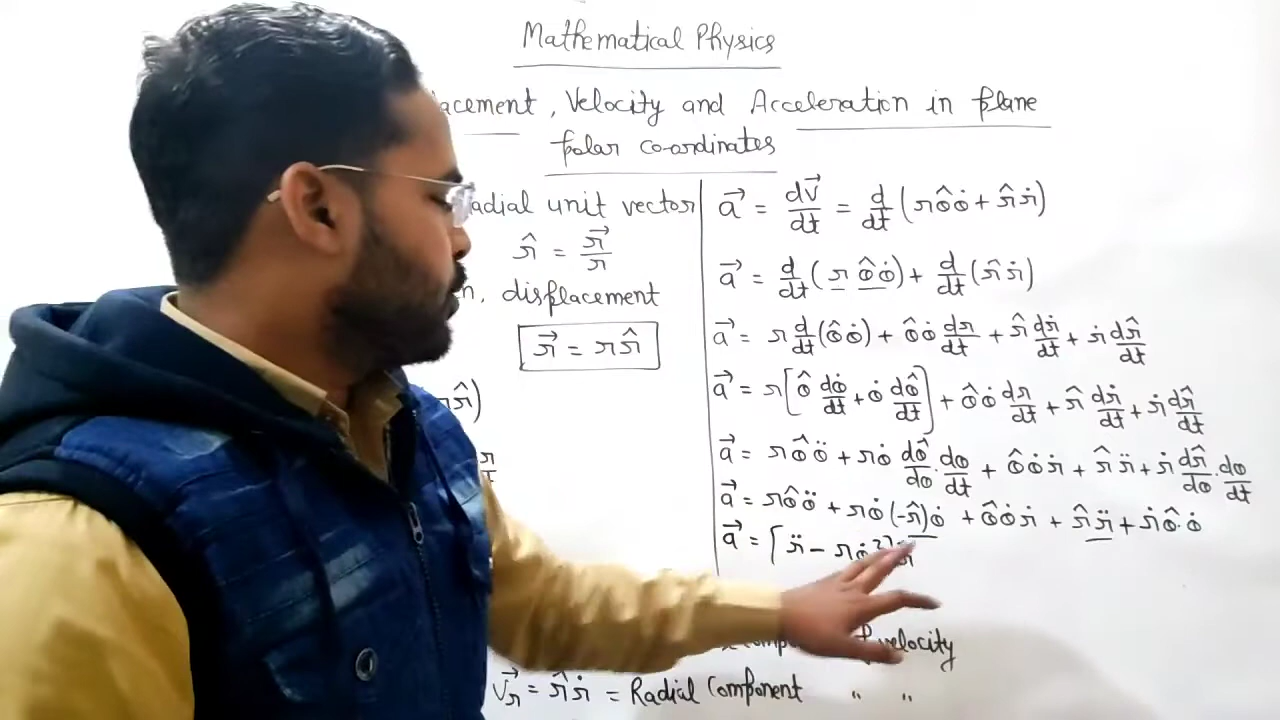 Mathematical Physics
lacement, Velocity and Acceleration in plane
polar co-ordinates
adial unit vector
r̂ = r⃗/r
n, displacement
r⃗ = r r̂
r̂)
a⃗ = dv⃗/dt = d/dt (r θ̂ θ̇ + r̂ ṙ)
a⃗ = d/dt (r θ̂ θ̇) + d/dt (r̂ ṙ)
a⃗ = r d/dt (θ̂ θ̇) + θ̂ θ̇ dr/dt + r̂ dṙ/dt + ṙ dr̂/dt
a⃗ = r [θ̂ dθ̇/dt + θ̇ dθ̂/dt] + θ̂ θ̇ dr/dt + r̂ dṙ/dt + ṙ dr̂/dt
a⃗ = r θ̂ θ̈ + r θ̇ dθ̂/dθ · dθ/dt + θ̂ θ̇ ṙ + r̂ r̈ + ṙ dr̂/dθ · dθ/dt
a⃗ = r θ̂ θ̈ + r θ̇ (-r̂) θ̇ + θ̂ θ̇ ṙ + r̂ r̈ + ṙ θ̂ · θ̇
a⃗ = [r̈ - r θ̇²]
velocity
v⃗r = r̂ ṙ = Radial Component " "